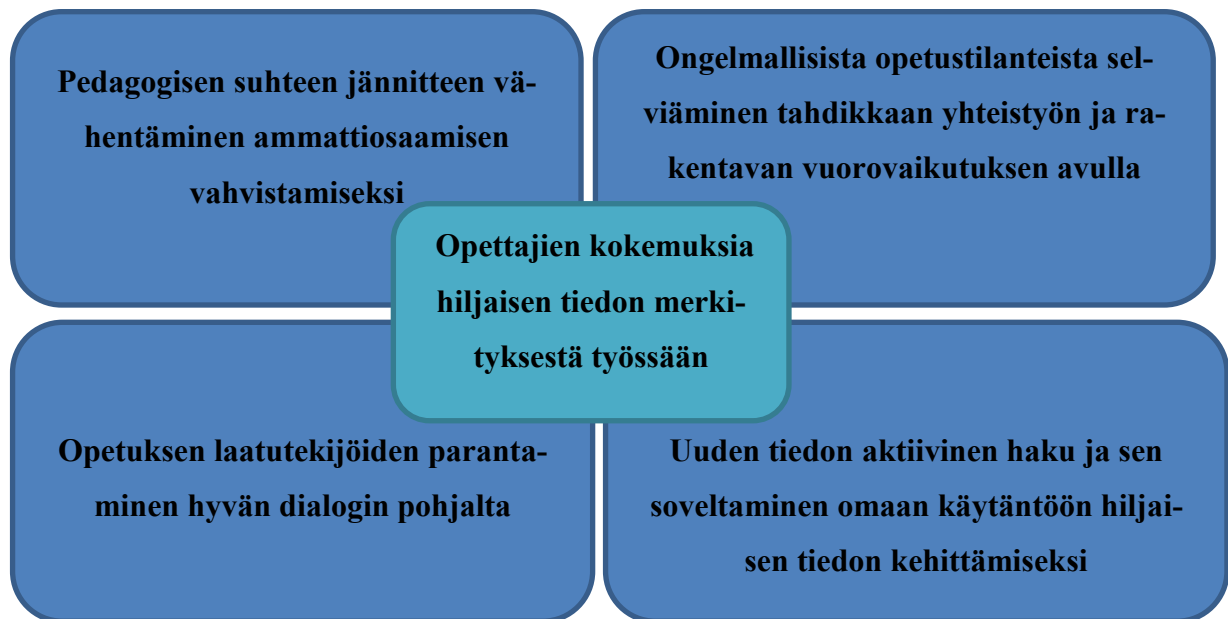 Pedagogisen suhteen jännitteen vä-
hentäminen ammattiosaamisen
vahvistamiseksi
Ongelmallisista opetustilanteista sel-
viäminen tahdikkaan yhteistyön ja ra-
kentavan vuorovaikutuksen avulla
Opettajien kokemuksia
hiljaisen tiedon merki-
tyksestä työssään
Opetuksen laatutekijöiden paranta-
minen hyvän dialogin pohjalta
Uuden tiedon aktiivinen haku ja sen
soveltaminen omaan käytäntöön hiljai-
sen tiedon kehittämiseksi